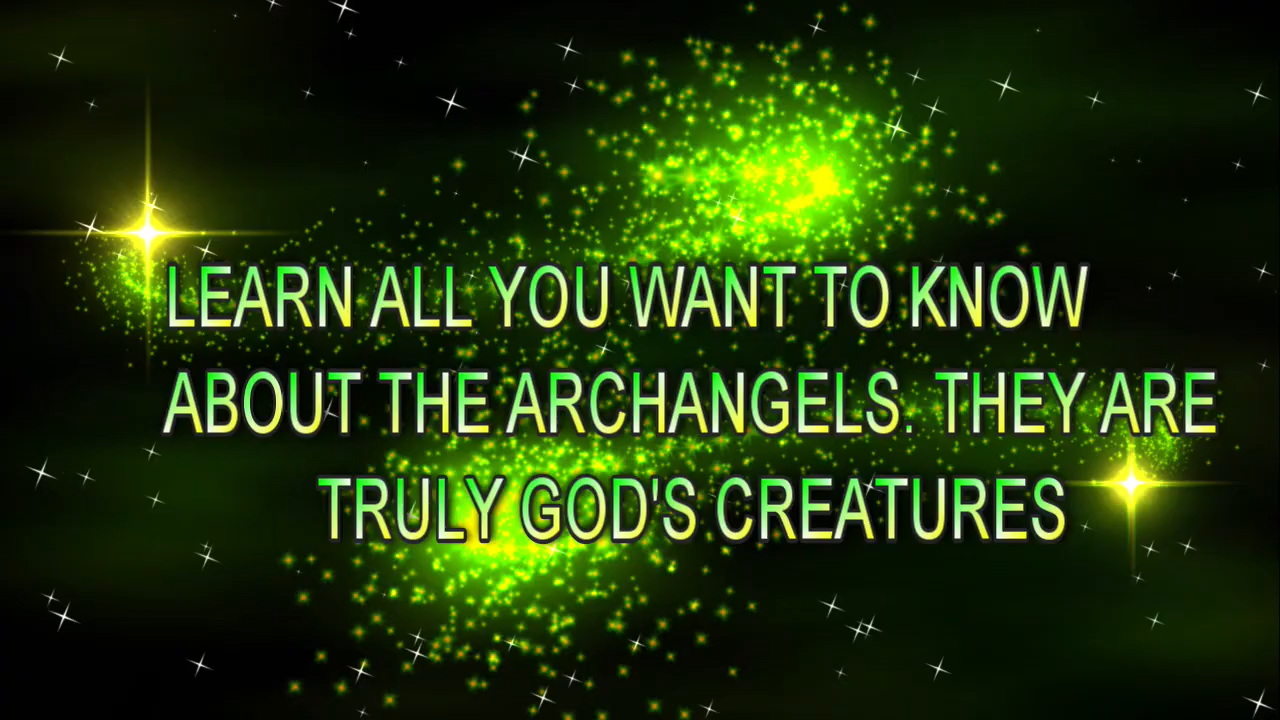 LEARN ALL YOU WANT TO KNOW
ABOUT THE ARCHANGELS. THEY ARE
TRULY GOD'S CREATURES